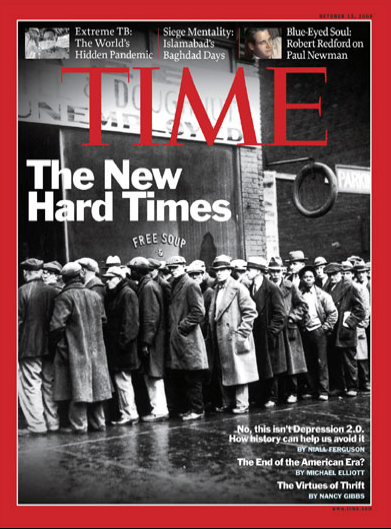 OCTOBER 13, 2008
Extreme TB:
The World's
Hidden Pandemic
Siege Mentality:
Islamabad's
Baghdad Days
Blue-Eyed Soul:
Robert Redford on
Paul Newman
TIME
& DOUGHNUT
UNEMPLOYED
The New
Hard Times
PARKIN
FREE SOUP
No, this isn't Depression 2.0.
How history can help us avoid it
BY NIALL FERGUSON
The End of the American Era?
BY MICHAEL ELLIOTT
The Virtues of Thrift
BY NANCY GIBBS
www.time.com